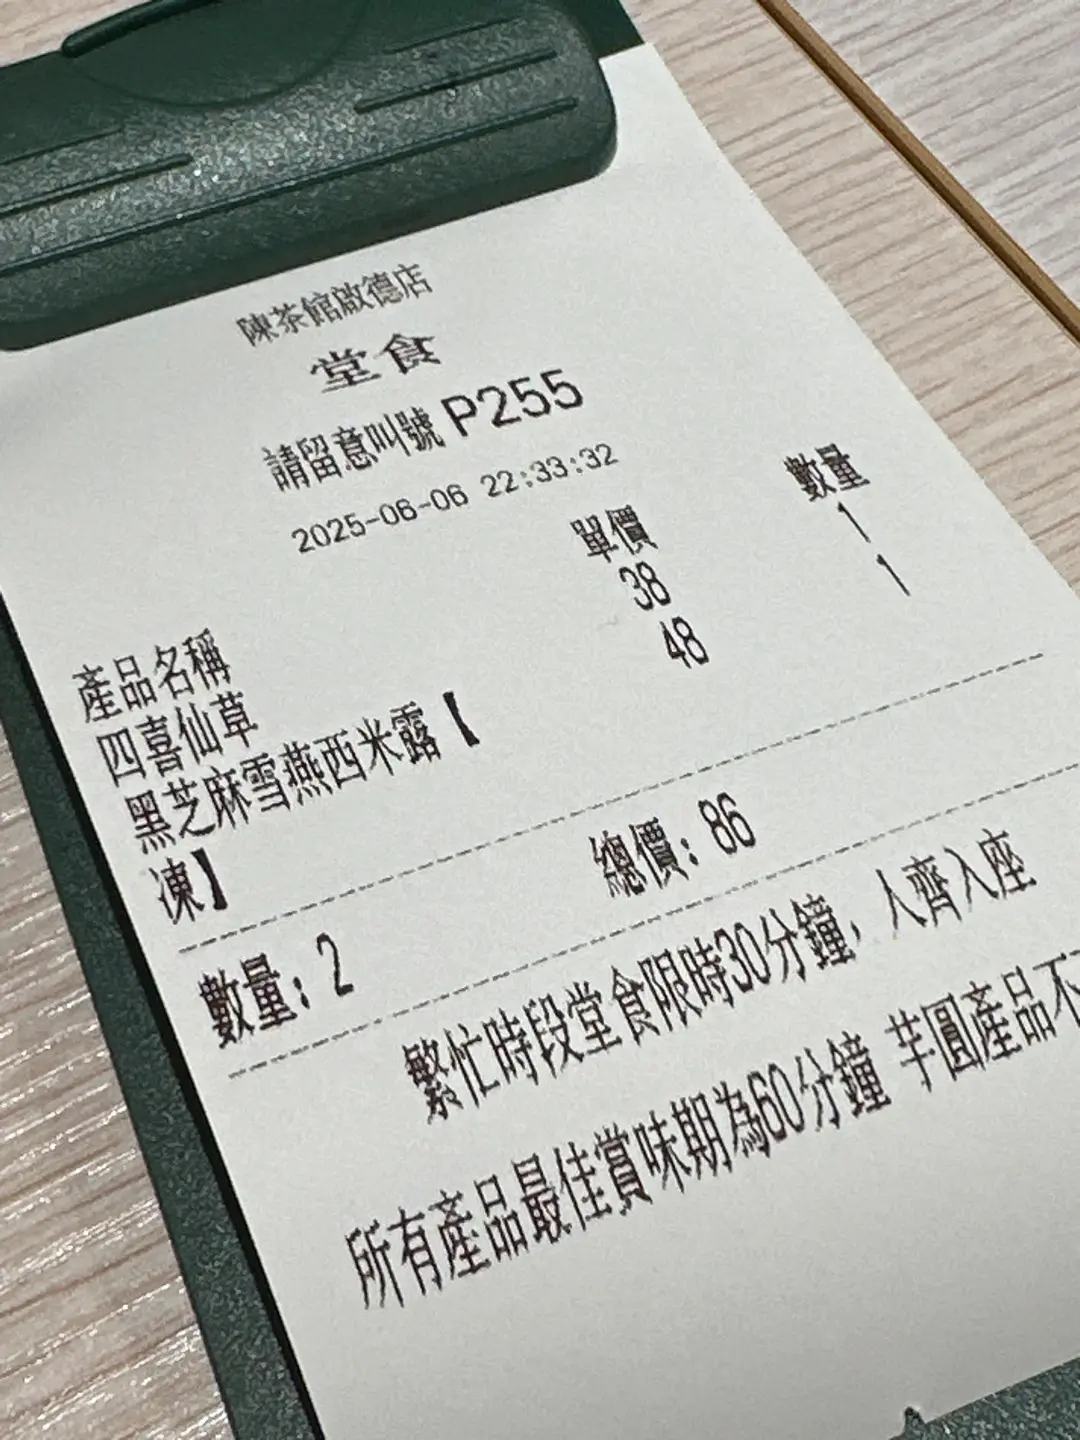 陳茶館啟德店
堂食
請留意叫號 P255
2025-06-06 22:33:32
產品名稱 單價 數量
四喜仙草 38 1
黑芝麻雪燕西米露【 48 1
凍】
數量: 2 總價: 86
繁忙時段堂食限時30分鐘, 人齊入座
所有產品最佳賞味期為60分鐘 芋圓產品不